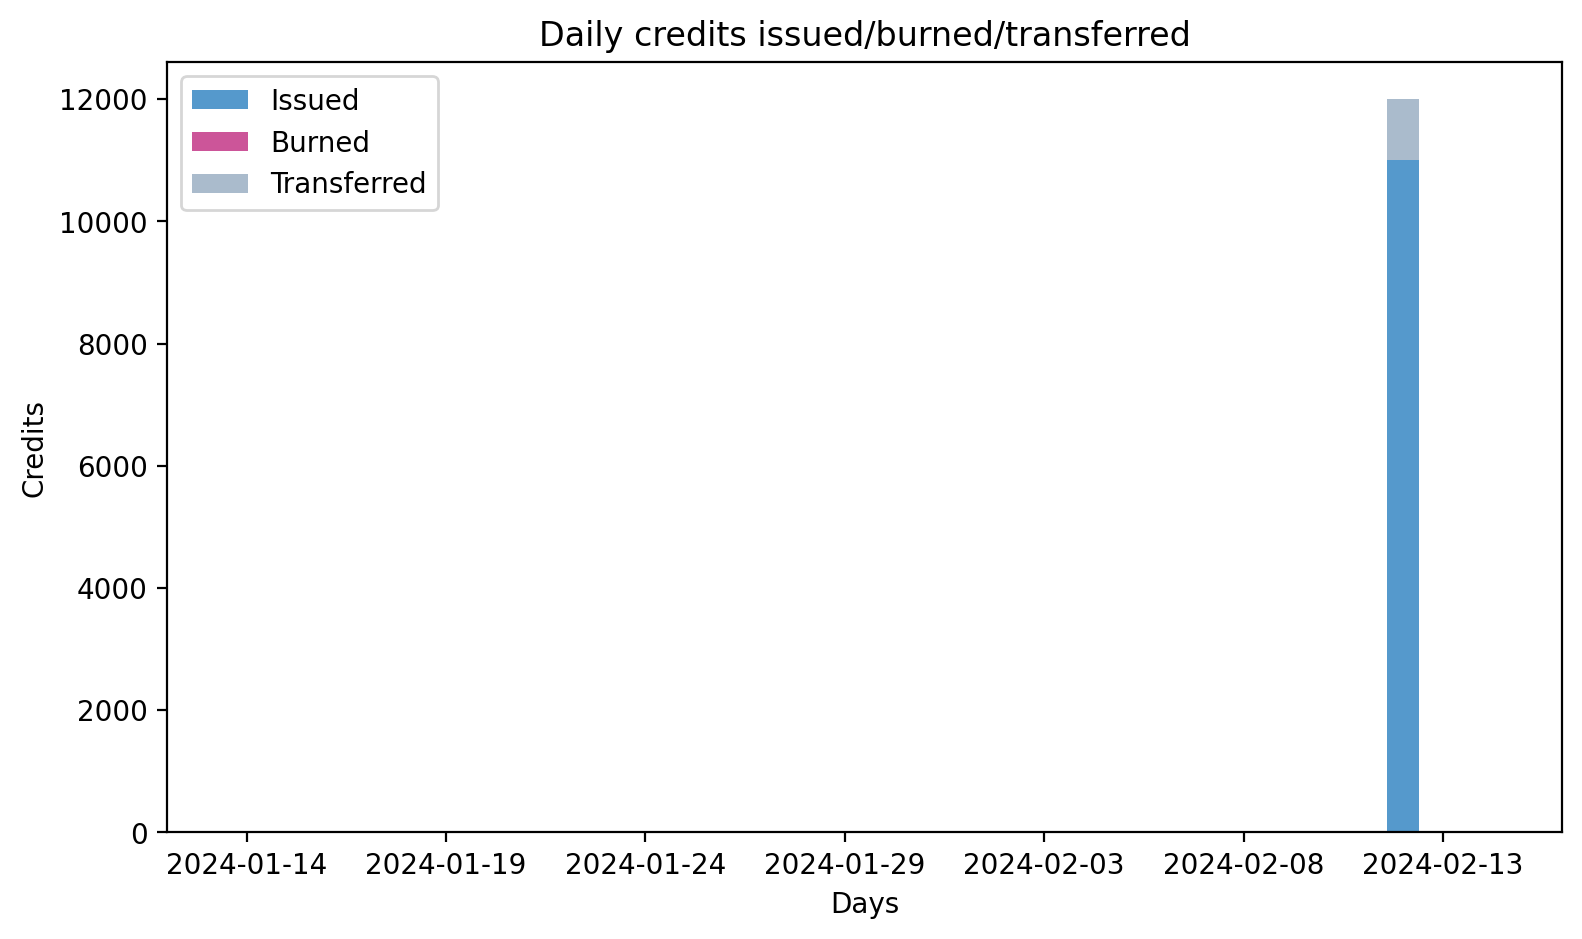 Daily credits issued/burned/transferred
Issued
Burned
Transferred
12000
10000
8000
6000
4000
2000
0
Credits
2024-01-14 2024-01-19 2024-01-24 2024-01-29 2024-02-03 2024-02-08 2024-02-13
Days